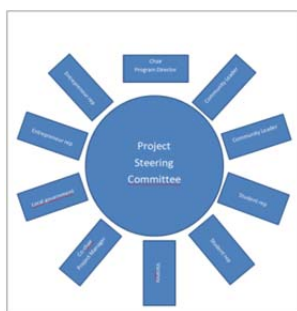 Chair
Program Director
Community Leader
Community Leader
Student rep
Student rep
Co-chair
Project Manager
Local government
Entrepreneur rep
Entrepreneur rep
Project
Steering
Committee